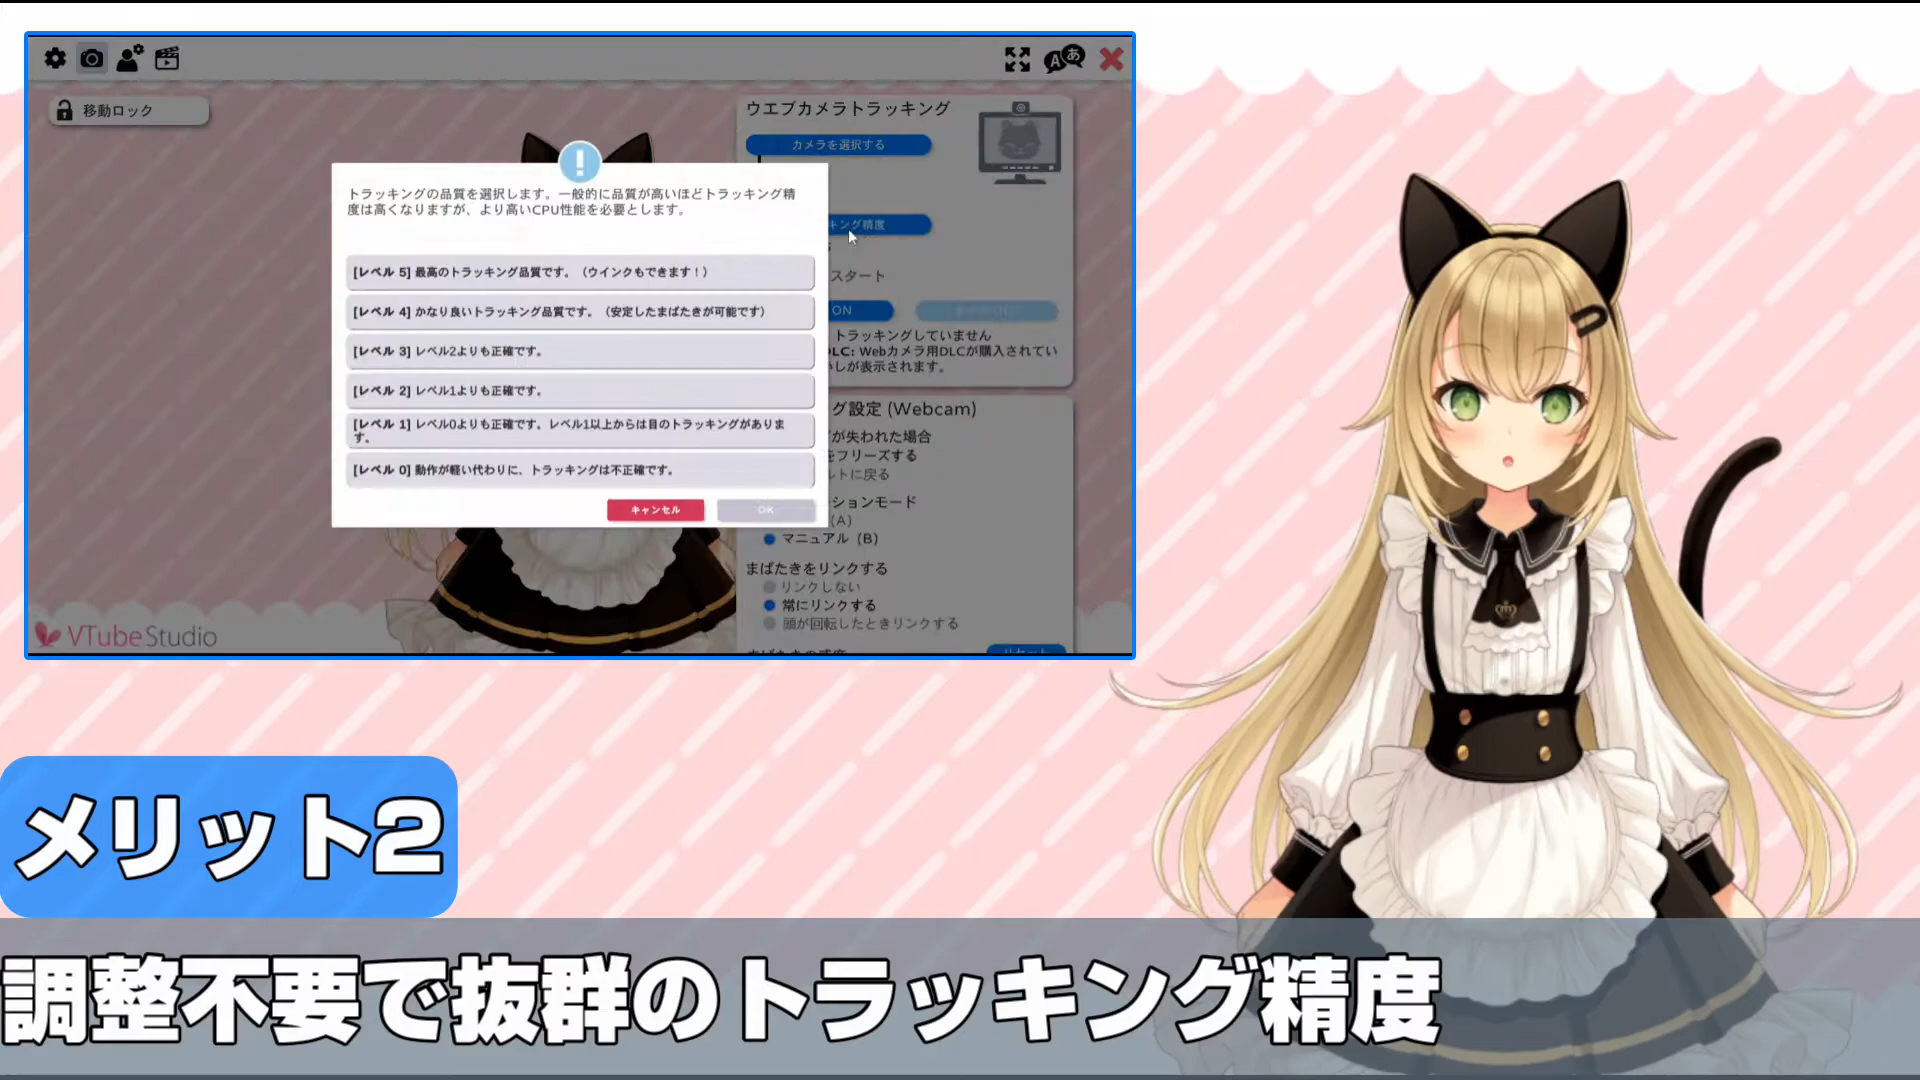 移動ロック
ウエブカメラトラッキング
カメラを選択する
トラッキングの品質を選択します。一般的に品質が高いほどトラッキング精
度は高くなりますが、より高いCPU性能を必要とします。
キング精度
[レベル 5] 最高のトラッキング品質です。（ウインクもできます！）
スタート
[レベル 4] かなり良いトラッキング品質です。（安定したまばたきが可能です）
ON
トラッキングしていません
[レベル 3] レベル2よりも正確です。
LC: Webカメラ用DLCが購入されてい
いしが表示されます。
[レベル 2] レベル1よりも正確です。
グ設定 (Webcam)
[レベル 1] レベル0よりも正確です。レベル1以上からは目のトラッキングがありま
す。
が失われた場合
をフリーズする
[レベル 0] 動作が軽い代わりに、トラッキングは不正確です。
ルトに戻る
キャンセル
OK
ションモード
(A)
マニュアル (B)
まばたきをリンクする
リンクしない
常にリンクする
頭が回転したときリンクする
VTube Studio
リセット
メリット2
調整不要で抜群のトラッキング精度